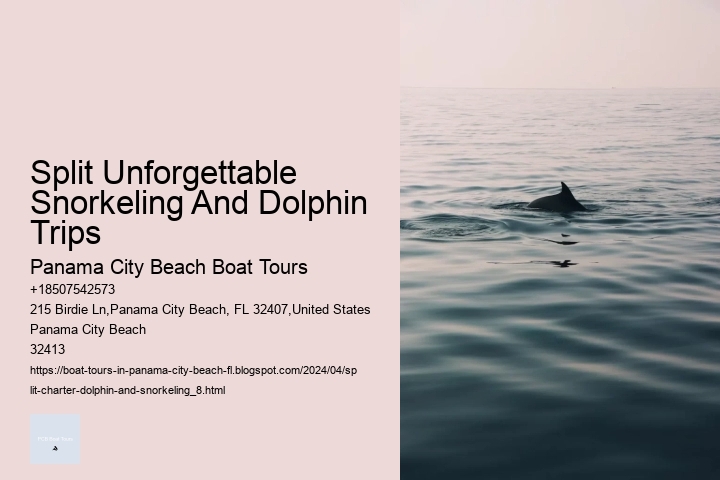 Split Unforgettable
Snorkeling And Dolphin
Trips
Panama City Beach Boat Tours
+18507542573
215 Birdie Ln,Panama City Beach, FL 32407,United States
Panama City Beach
32413
https://boat-tours-in-panama-city-beach-fl.blogspot.com/2024/04/sp
lit-charter-dolphin-and-snorkeling_8.html